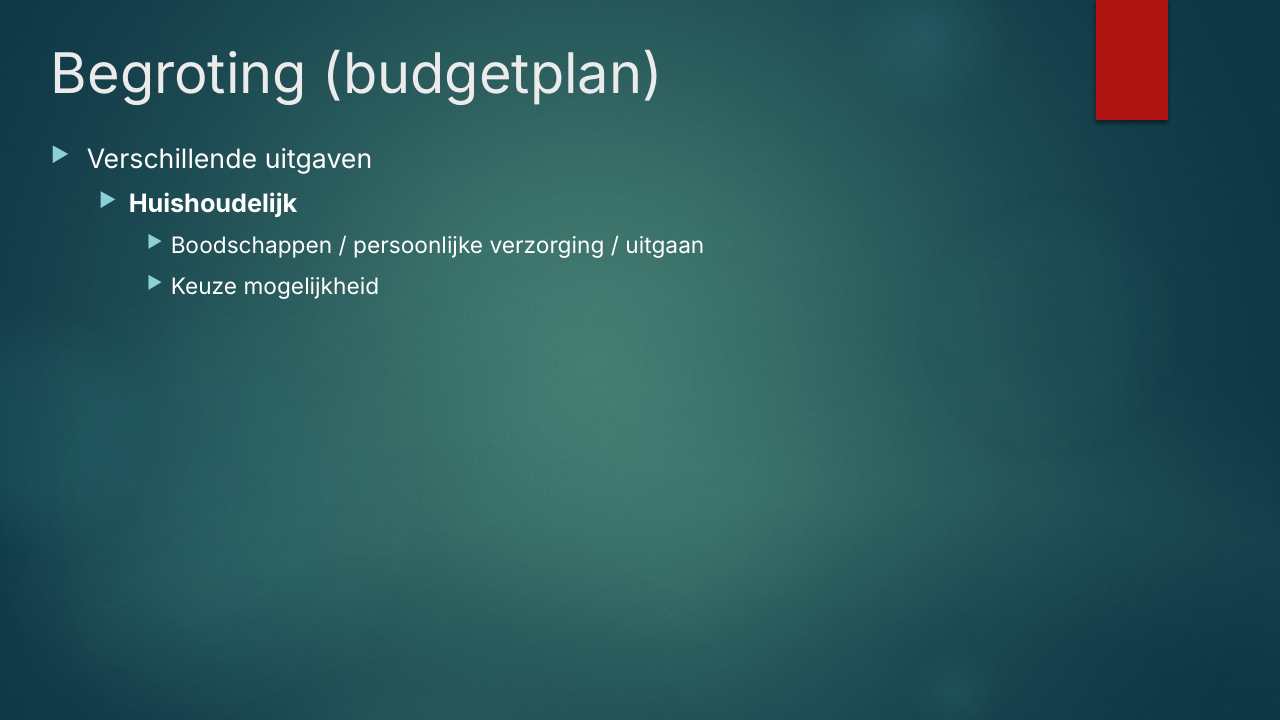 Begroting (budgetplan)
Verschillende uitgaven
Huishoudelijk
Boodschappen / persoonlijke verzorging / uitgaan
Keuze mogelijkheid